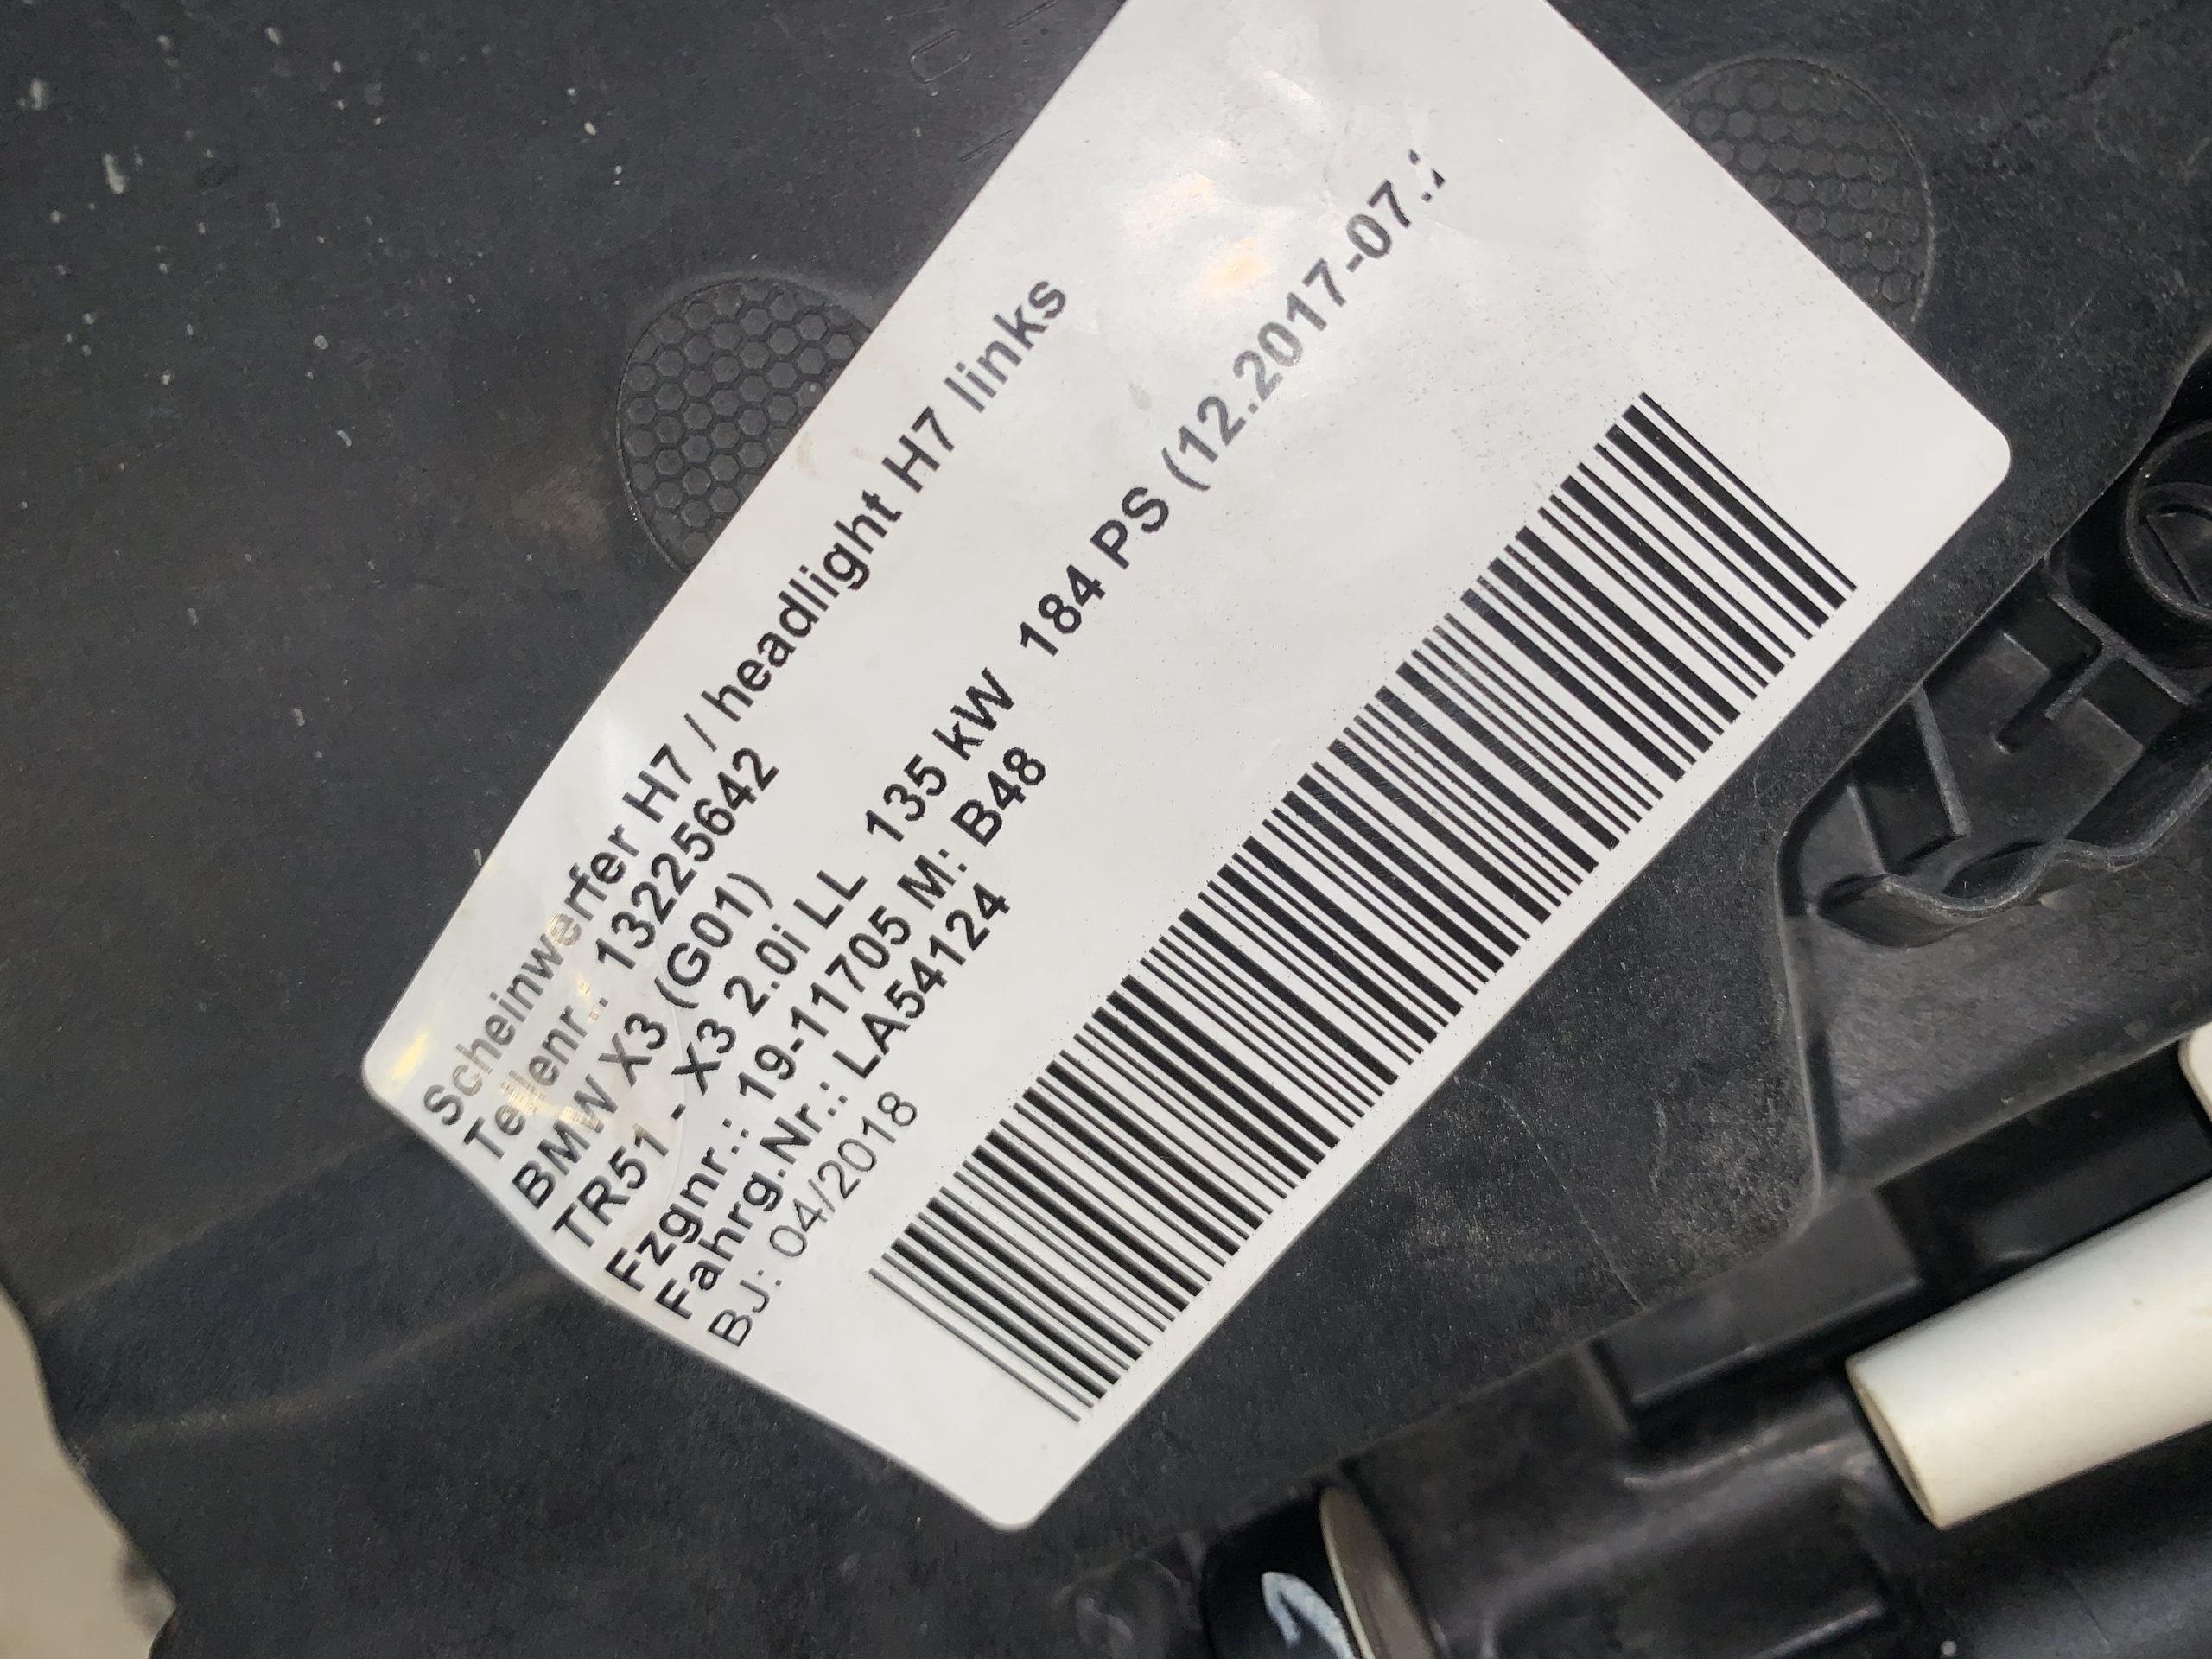 Scheinwerfer H7 / headlight H7 links
Teilenr.: 13225642
BMW X3 (G01)
TR51 - X3 2.0i LL 135 kW 184 PS (12.2017-07.
Fzgnr.: 19-11705 M: B48
Fahrg.Nr.: LA54124
BJ: 04/2018